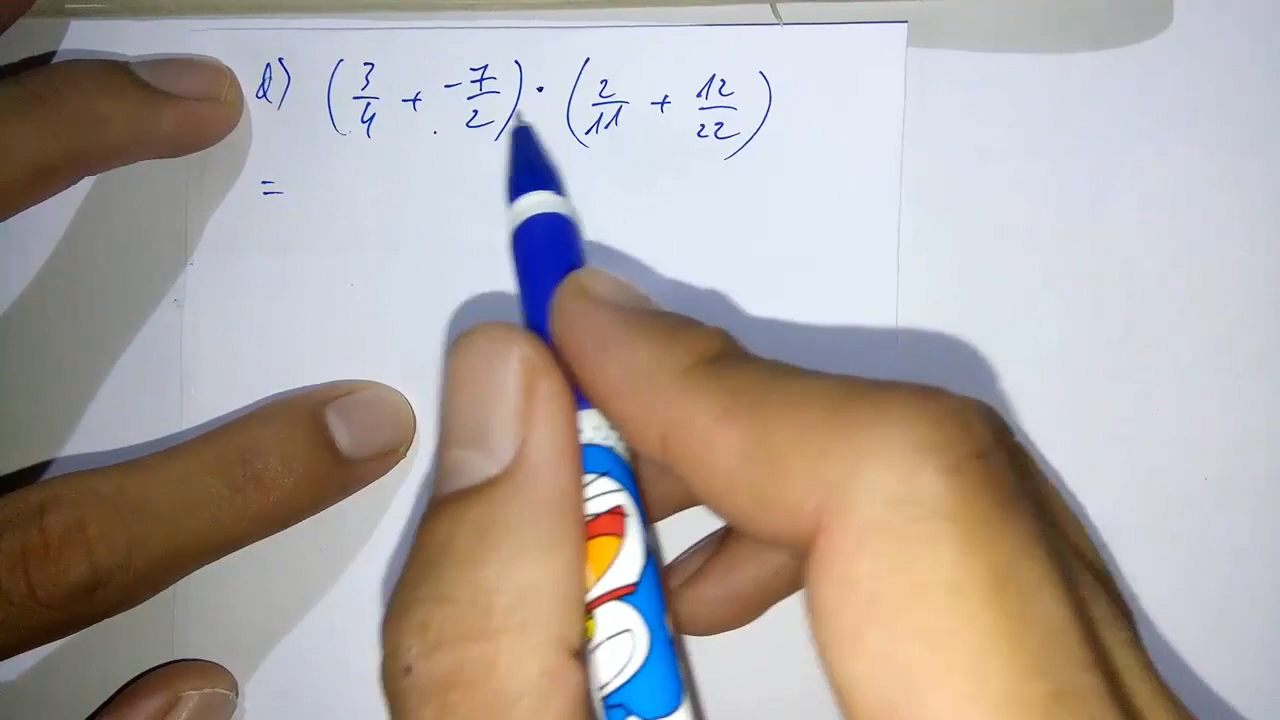 d) (3/4 + -7/2) · (2/11 + 12/22)
=